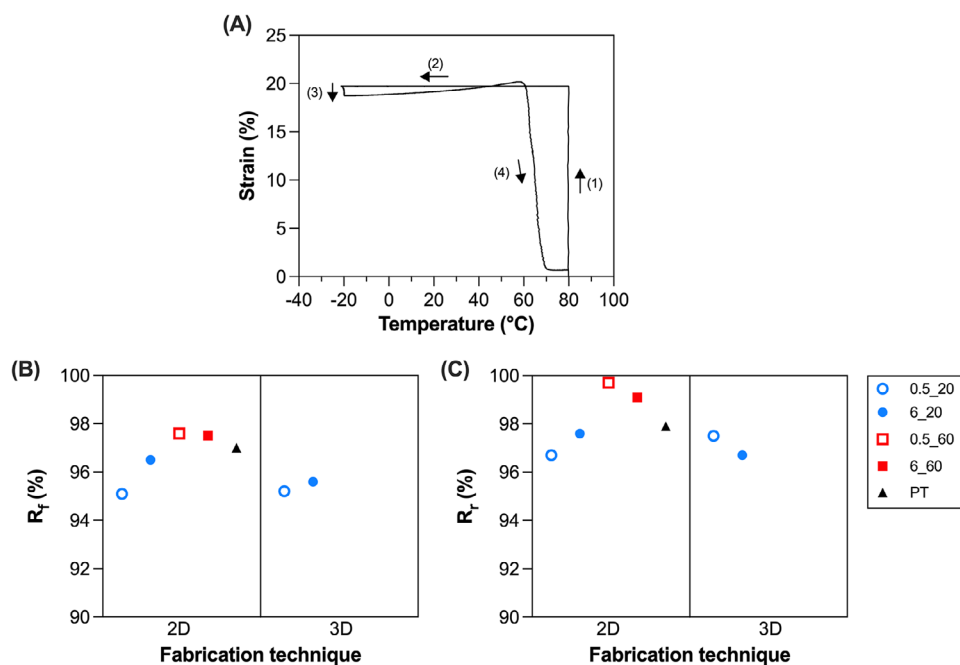 (A)
25
20
15
10
5
0
Strain (%)
(2)
(3)
(4)
(1)
-40 -20 0 20 40 60 80 100
Temperature (°C)
(B)
100
98
96
94
92
90
Rf (%)
2D 3D
Fabrication technique
(C)
100
98
96
94
92
90
Rr (%)
2D 3D
Fabrication technique
0.5_20
6_20
0.5_60
6_60
PT